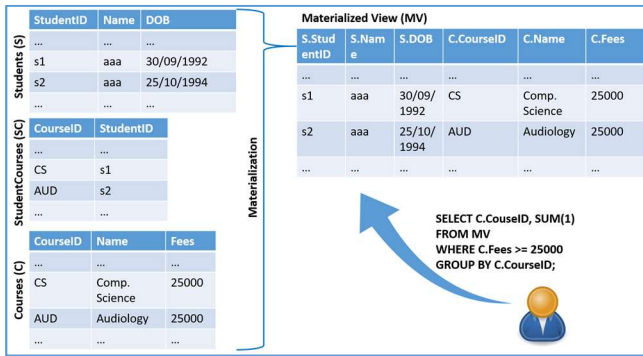 Students (S)
StudentID Name DOB
... ... ...
s1 aaa 30/09/1992
s2 aaa 25/10/1994
... ... ...
StudentCourses (SC)
CourseID StudentID
... ...
CS s1
AUD s2
... ...
Courses (C)
CourseID Name Fees
... ... ...
CS Comp. 25000
Science
AUD Audiology 25000
... ... ...
Materialization
Materialized View (MV)
S.Stud S.Nam S.DOB C.CourseID C.Name C.Fees
entID e
... ... ... ... ... ...
s1 aaa 30/09/ CS Comp. 25000
1992 Science
s2 aaa 25/10/ AUD Audiology 25000
1994
... ... ... ... ... ...
SELECT C.CouseID, SUM(1)
FROM MV
WHERE C.Fees >= 25000
GROUP BY C.CourseID;